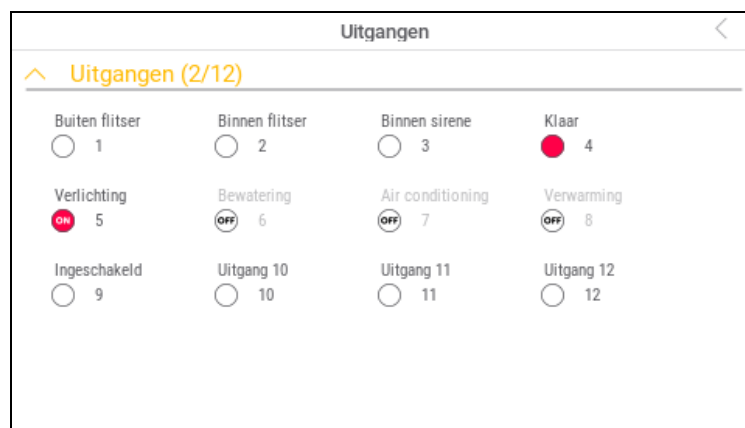 Uitgangen
Uitgangen (2/12)
Buiten flitser Binnen flitser Binnen sirene Klaar
1 2 3 4
Verlichting Bewatering Air conditioning Verwarming
ON 5 OFF 6 OFF 7 OFF 8
Ingeschakeld Uitgang 10 Uitgang 11 Uitgang 12
9 10 11 12